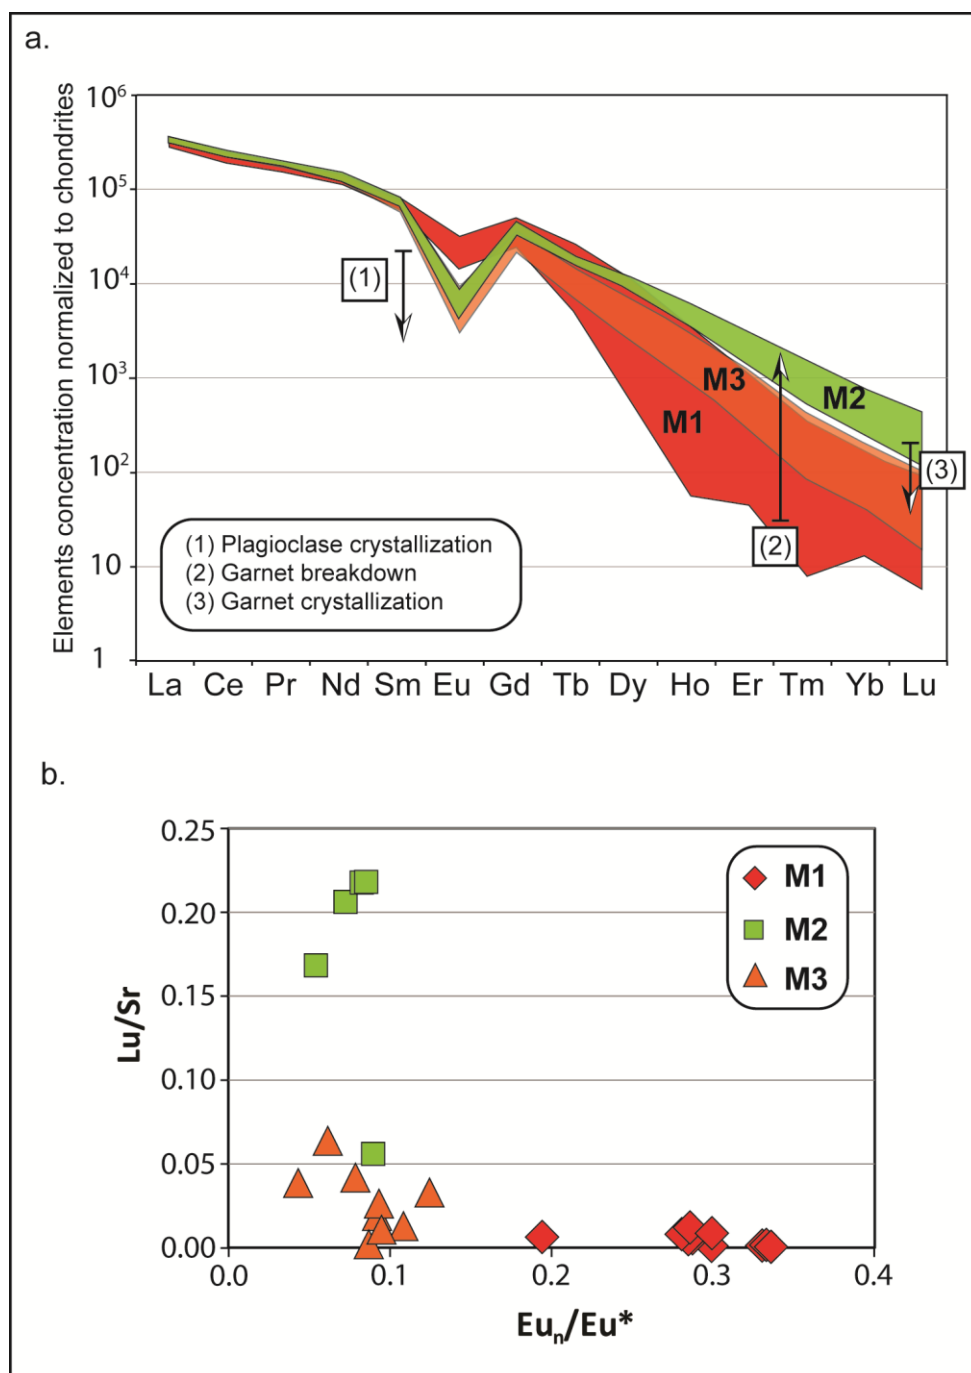 a.
Elements concentration normalized to chondrites
10⁶
10⁵
10⁴
10³
10²
10
1
(1)
M3
M2
M1
(3)
(2)
(1) Plagioclase crystallization
(2) Garnet breakdown
(3) Garnet crystallization
La Ce Pr Nd Sm Eu Gd Tb Dy Ho Er Tm Yb Lu
b.
Lu/Sr
0.25
0.20
0.15
0.10
0.05
0.00
M1
M2
M3
0.0 0.1 0.2 0.3 0.4
Euₙ/Eu*